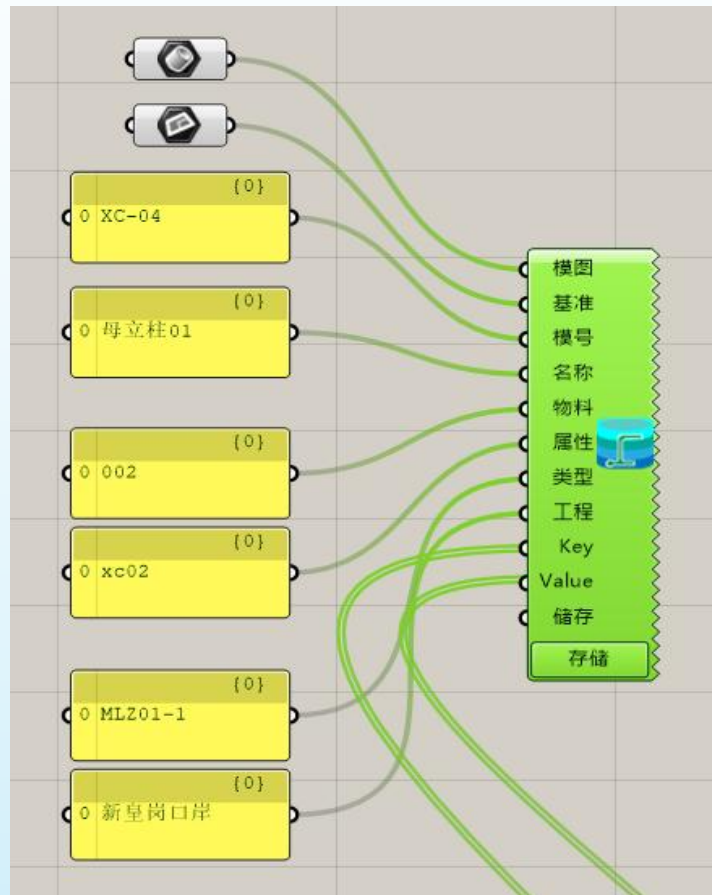 {0}
0 XC-04
{0}
0 母立柱01
{0}
0 002
{0}
0 xc02
{0}
0 MLZ01-1
{0}
0 新皇岗口岸
模图
基准
模号
名称
物料
属性
类型
工程
Key
Value
储存
存储